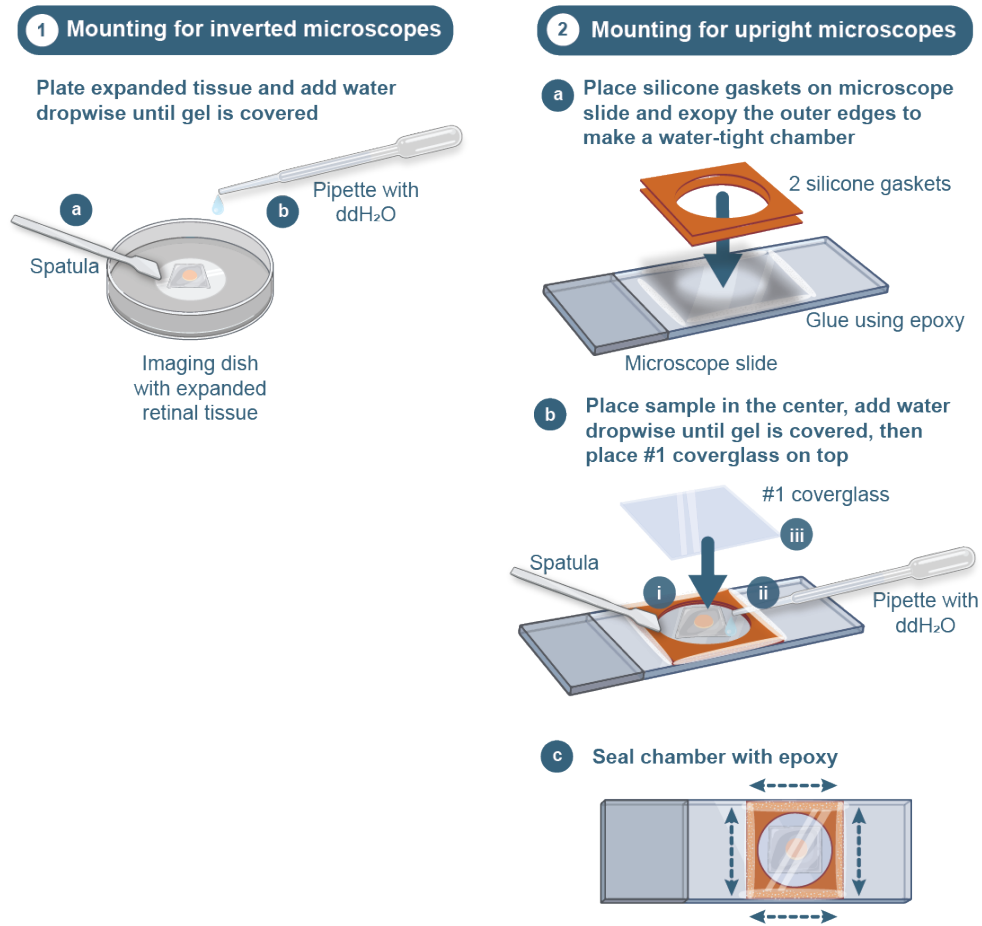 1 Mounting for inverted microscopes
Plate expanded tissue and add water
dropwise until gel is covered
a
b
Pipette with
ddH₂O
Spatula
Imaging dish
with expanded
retinal tissue
2 Mounting for upright microscopes
a Place silicone gaskets on microscope
slide and exopy the outer edges to
make a water-tight chamber
2 silicone gaskets
Glue using epoxy
Microscope slide
b Place sample in the center, add water
dropwise until gel is covered, then
place #1 coverglass on top
#1 coverglass
iii
Spatula
i
ii
Pipette with
ddH₂O
c Seal chamber with epoxy